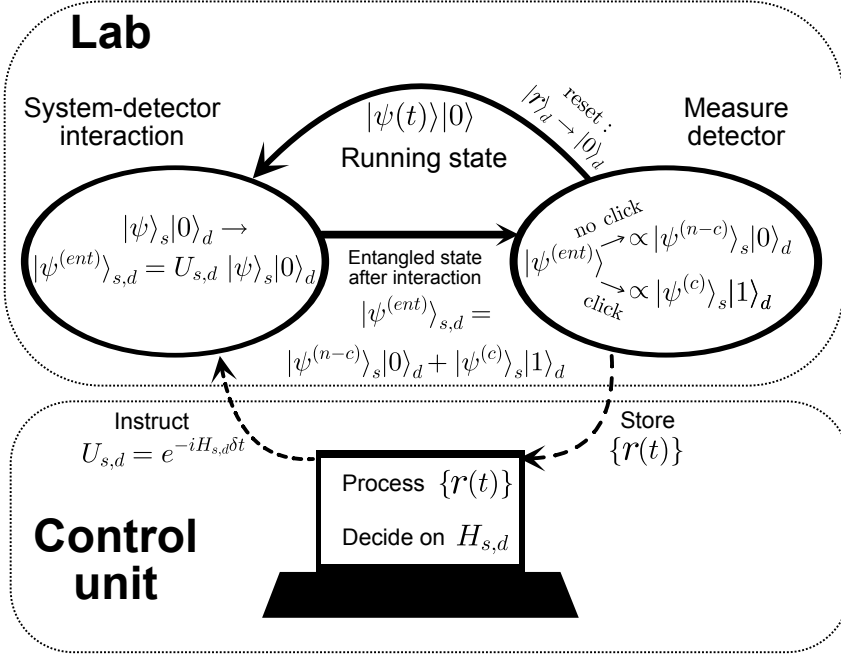 Lab
System-detector
interaction
|ψ(t)⟩|0⟩
Running state
reset :
|r⟩_d → |0⟩_d
Measure
detector
|ψ⟩_s|0⟩_d →
|ψ^(ent)⟩_{s,d} = U_{s,d} |ψ⟩_s|0⟩_d
Entangled state
after interaction
|ψ^(ent)⟩_{s,d} =
|ψ^(n-c)⟩_s|0⟩_d + |ψ^(c)⟩_s|1⟩_d
no click
∝|ψ^(n-c)⟩_s|0⟩_d
|ψ^(ent)⟩
click
∝|ψ^(c)⟩_s|1⟩_d
Instruct
U_{s,d} = e^{-iH_{s,d}δt}
Store
{r(t)}
Process {r(t)}
Decide on H_{s,d}
Control
unit